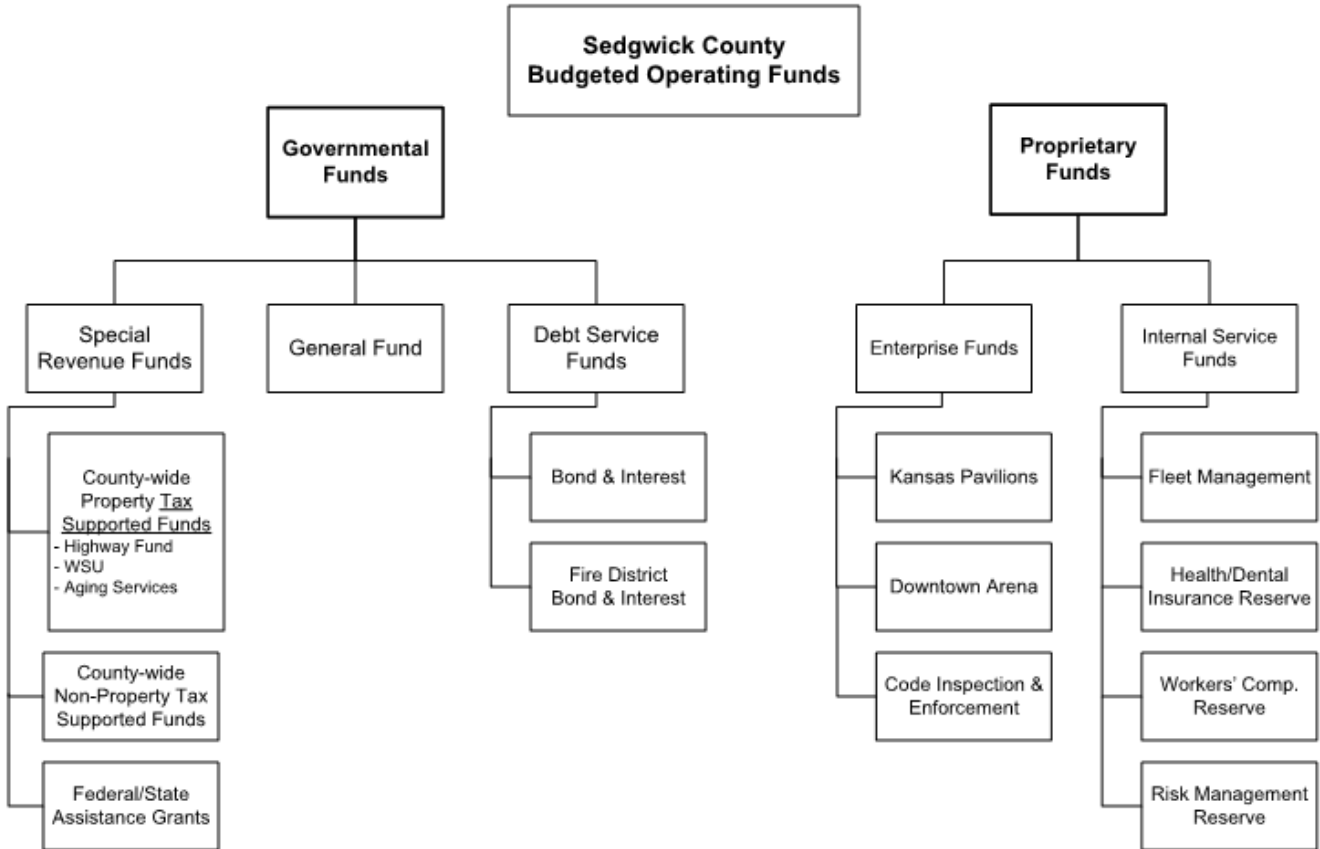 Sedgwick County
Budgeted Operating Funds
Governmental
Funds
Proprietary
Funds
Special
Revenue Funds
General Fund
Debt Service
Funds
Enterprise Funds
Internal Service
Funds
County-wide
Property Tax
Supported Funds
- Highway Fund
- WSU
- Aging Services
County-wide
Non-Property Tax
Supported Funds
Federal/State
Assistance Grants
Bond & Interest
Fire District
Bond & Interest
Kansas Pavilions
Downtown Arena
Code Inspection &
Enforcement
Fleet Management
Health/Dental
Insurance Reserve
Workers’ Comp.
Reserve
Risk Management
Reserve